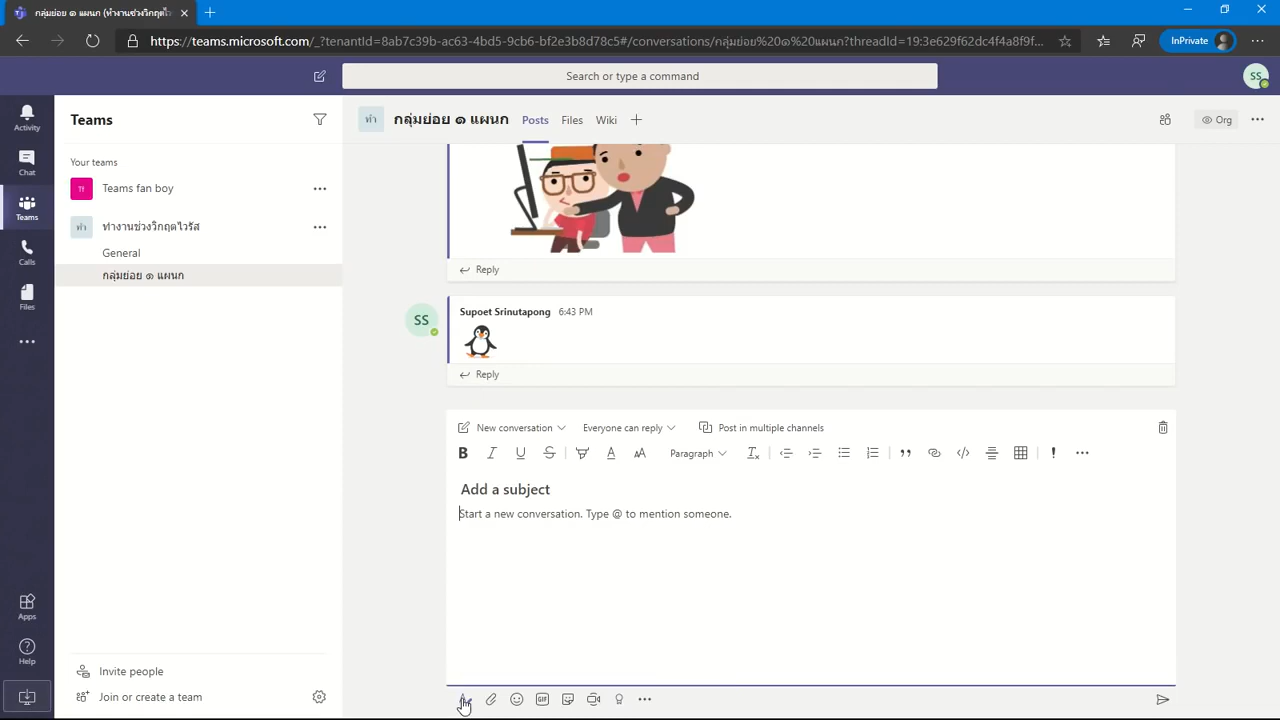 กลุ่มย่อย ๑ แผนก (ทำงานช่วงวิกฤตไ
https://teams.microsoft.com/_?tenantId=8ab7c39b-ac63-4bd5-9cb6-bf2e3b8d78c5#/conversations/กลุ่มย่อย%20๑%20แผนก?threadId=19:3e629f62dc4f4a8f9f...
InPrivate
Search or type a command
SS
Activity
Chat
Teams
Calls
Files
Apps
Help
Teams
Your teams
Tf
Teams fan boy
ทำ
ทำงานช่วงวิกฤตไวรัส
General
กลุ่มย่อย ๑ แผนก
Invite people
Join or create a team
ทำ
กลุ่มย่อย ๑ แผนก
Posts
Files
Wiki
Org
Reply
SS
Supoet Srinutapong 6:43 PM
Reply
New conversation
Everyone can reply
Post in multiple channels
B I U S A AA Paragraph
Add a subject
Start a new conversation. Type @ to mention someone.
GIF